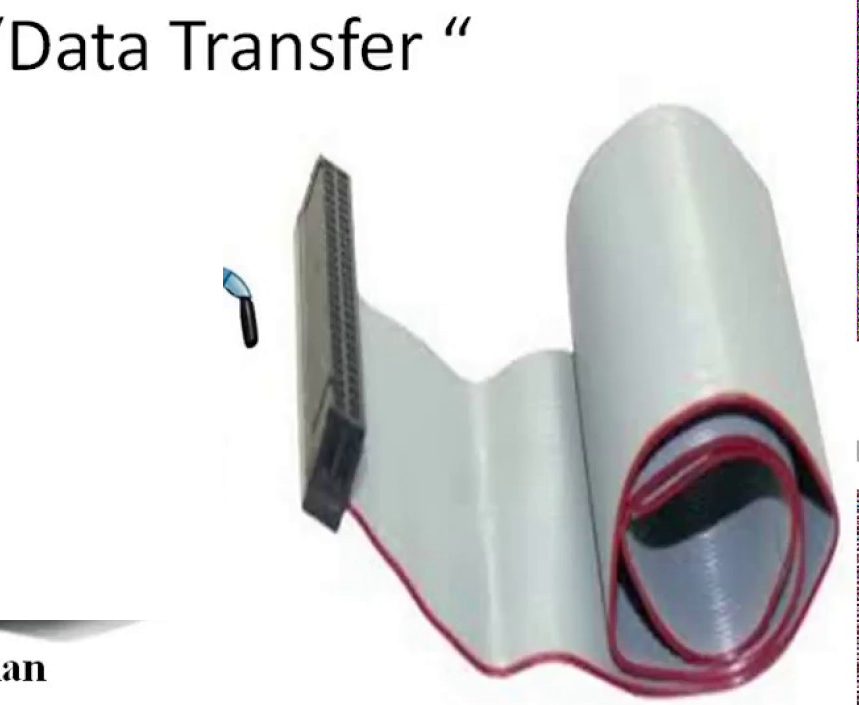 “Data Transfer “
an